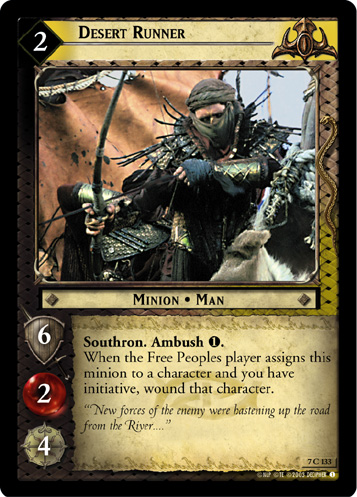 2
DESERT RUNNER
MINION • MAN
6
Southron. Ambush 1.
When the Free Peoples player assigns this
minion to a character and you have
initiative, wound that character.
2
"'New forces of the enemy were hastening up the road
from the River....'"
4
7 C 133